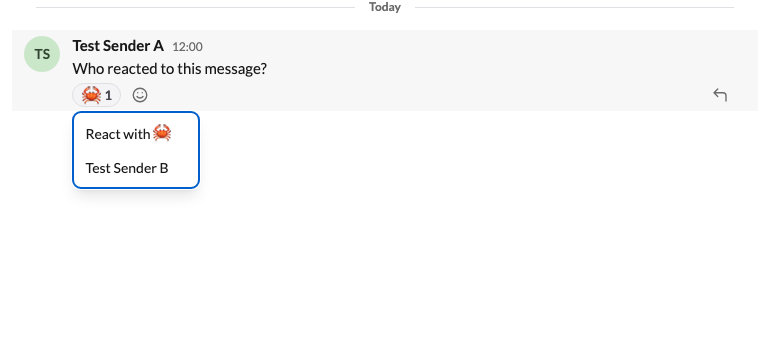 Today
TS
Test Sender A 12:00
Who reacted to this message?
🦀 1
React with 🦀
Test Sender B